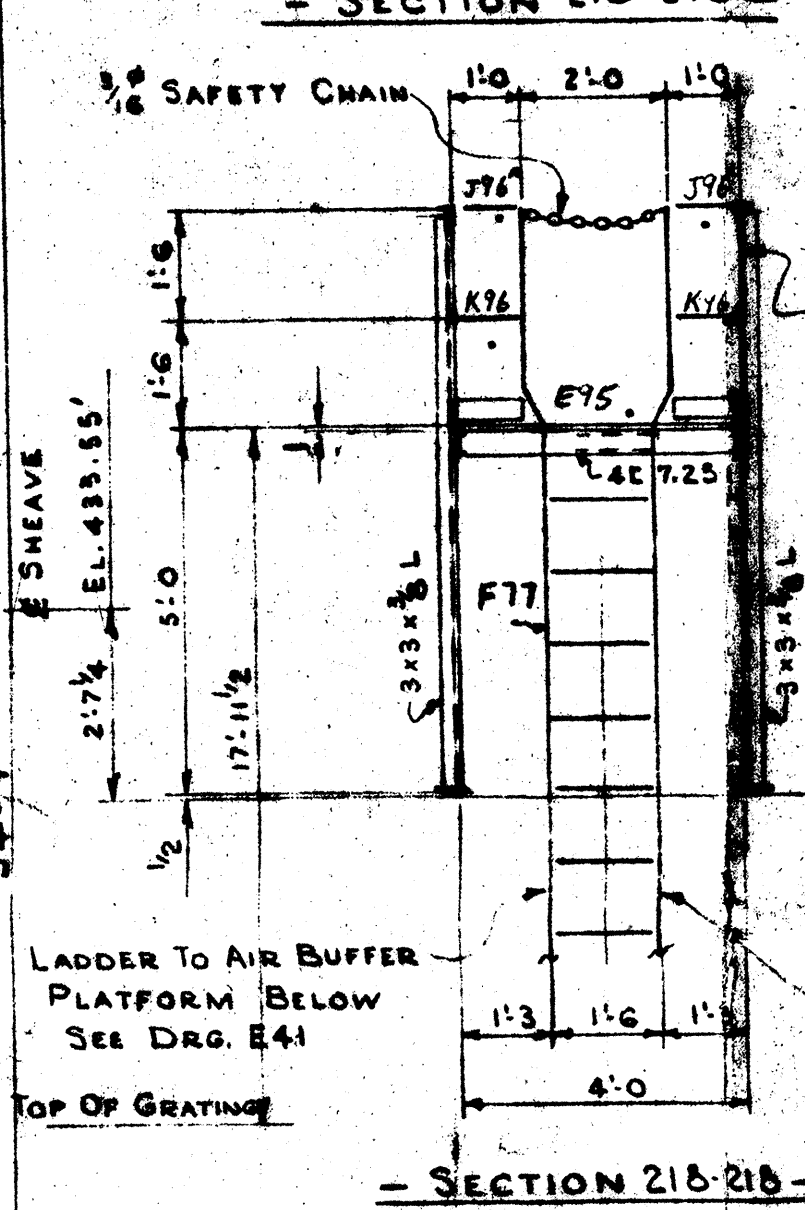 - SECTION
3/16 ø SAFETY CHAIN
1'-0
2'-0
1'-0
J96
J96
1'-6
K96
K96
1'-6
E95
1
4C 7.25
℄ SHEAVE
EL. 433.55'
5'-0
3x3x3/8 L
F77
3x3x3/8 L
2'-7 1/4
17'-11 1/2
1/2
LADDER TO AIR BUFFER
PLATFORM BELOW
SEE DRG. E41
1'-3
1'-6
4'-0
TOP OF GRATING
- SECTION 218-218 -